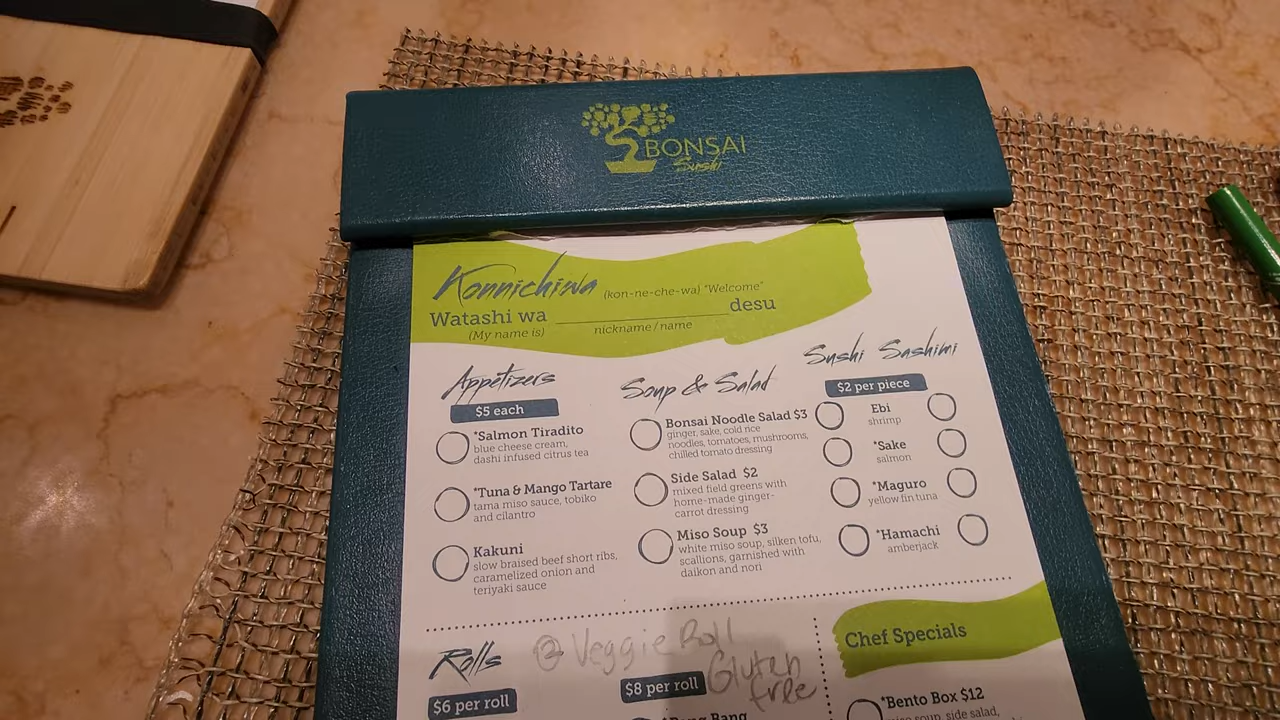 BONSAI
Sushi
Konnichiwa (kon-ne-che-wa) "Welcome"
Watashi wa desu
(My name is) nickname/name
Appetizers
$5 each
*Salmon Tiradito
blue cheese cream,
dashi infused citrus tea
*Tuna & Mango Tartare
tama miso sauce, tobiko
and cilantro
Kakuni
slow braised beef short ribs,
caramelized onion and
teriyaki sauce
Soup & Salad
Bonsai Noodle Salad $3
ginger, sake, cold rice
noodles, tomatoes, mushrooms,
chilled tomato dressing
Side Salad $2
mixed field greens with
home-made ginger-
carrot dressing
Miso Soup $3
white miso soup, silken tofu,
scallions, garnished with
daikon and nori
Sushi Sashimi
$2 per piece
Ebi
shrimp
*Sake
salmon
*Maguro
yellow fin tuna
*Hamachi
amberjack
Rolls
Veggie Roll
Gluten
free
$6 per roll
$8 per roll
Bang Bang
Chef Specials
*Bento Box $12
miso soup, side salad,